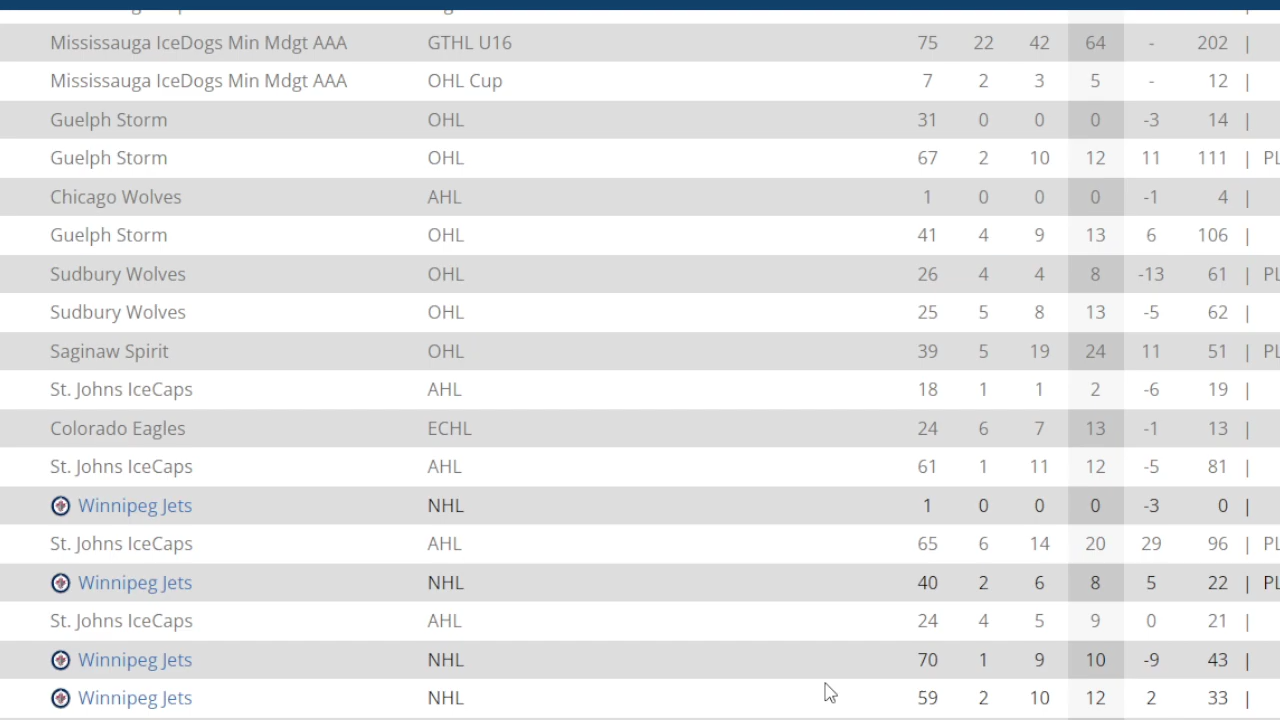 Mississauga IceDogs Min Mdgt AAA GTHL U16 75 22 42 64 - 202 |
Mississauga IceDogs Min Mdgt AAA OHL Cup 7 2 3 5 - 12 |
Guelph Storm OHL 31 0 0 0 -3 14 |
Guelph Storm OHL 67 2 10 12 11 111 | PL
Chicago Wolves AHL 1 0 0 0 -1 4 |
Guelph Storm OHL 41 4 9 13 6 106 |
Sudbury Wolves OHL 26 4 4 8 -13 61 | PL
Sudbury Wolves OHL 25 5 8 13 -5 62 |
Saginaw Spirit OHL 39 5 19 24 11 51 | PL
St. Johns IceCaps AHL 18 1 1 2 -6 19 |
Colorado Eagles ECHL 24 6 7 13 -1 13 |
St. Johns IceCaps AHL 61 1 11 12 -5 81 |
Winnipeg Jets NHL 1 0 0 0 -3 0 |
St. Johns IceCaps AHL 65 6 14 20 29 96 | PL
Winnipeg Jets NHL 40 2 6 8 5 22 | PL
St. Johns IceCaps AHL 24 4 5 9 0 21 |
Winnipeg Jets NHL 70 1 9 10 -9 43 |
Winnipeg Jets NHL 59 2 10 12 2 33 |